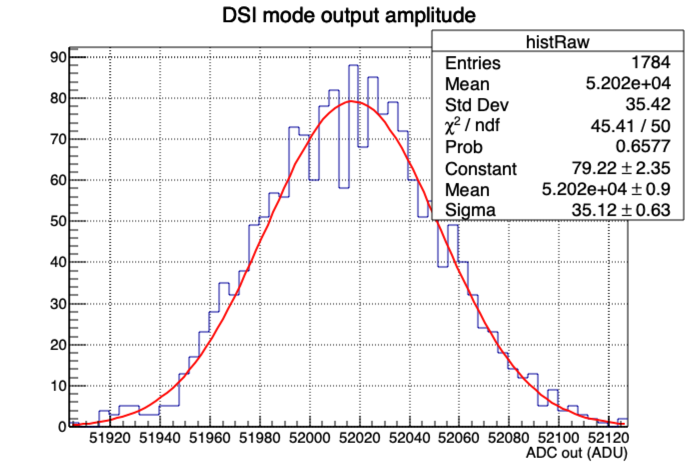 DSI mode output amplitude
histRaw
Entries 1784
Mean 5.202e+04
Std Dev 35.42
χ² / ndf 45.41 / 50
Prob 0.6577
Constant 79.22 ± 2.35
Mean 5.202e+04 ± 0.9
Sigma 35.12 ± 0.63
90
80
70
60
50
40
30
20
10
0
51920 51940 51960 51980 52000 52020 52040 52060 52080 52100 52120
ADC out (ADU)